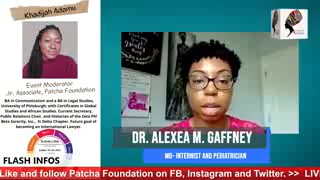 Khadijah Adamu
Event Moderator
Jr. Associate, Patcha Foundation
BA in Communication and a BA in Legal Studies,
University of Pittsburgh; with Certificates in Global
Studies and African Studies. Current Secretary,
Public Relations Chair, and Historian of the Zeta Phi
Beta Sorority, Inc., Xi Delta Chapter. Future goal of
becoming an International Lawyer.
FLASH INFOS
DR. ALEXEA M. GAFFNEY
MD- INTERNIST AND PEDIATRICIAN
Like and follow Patcha Foundation on FB, Instagram and Twitter. >> LIV